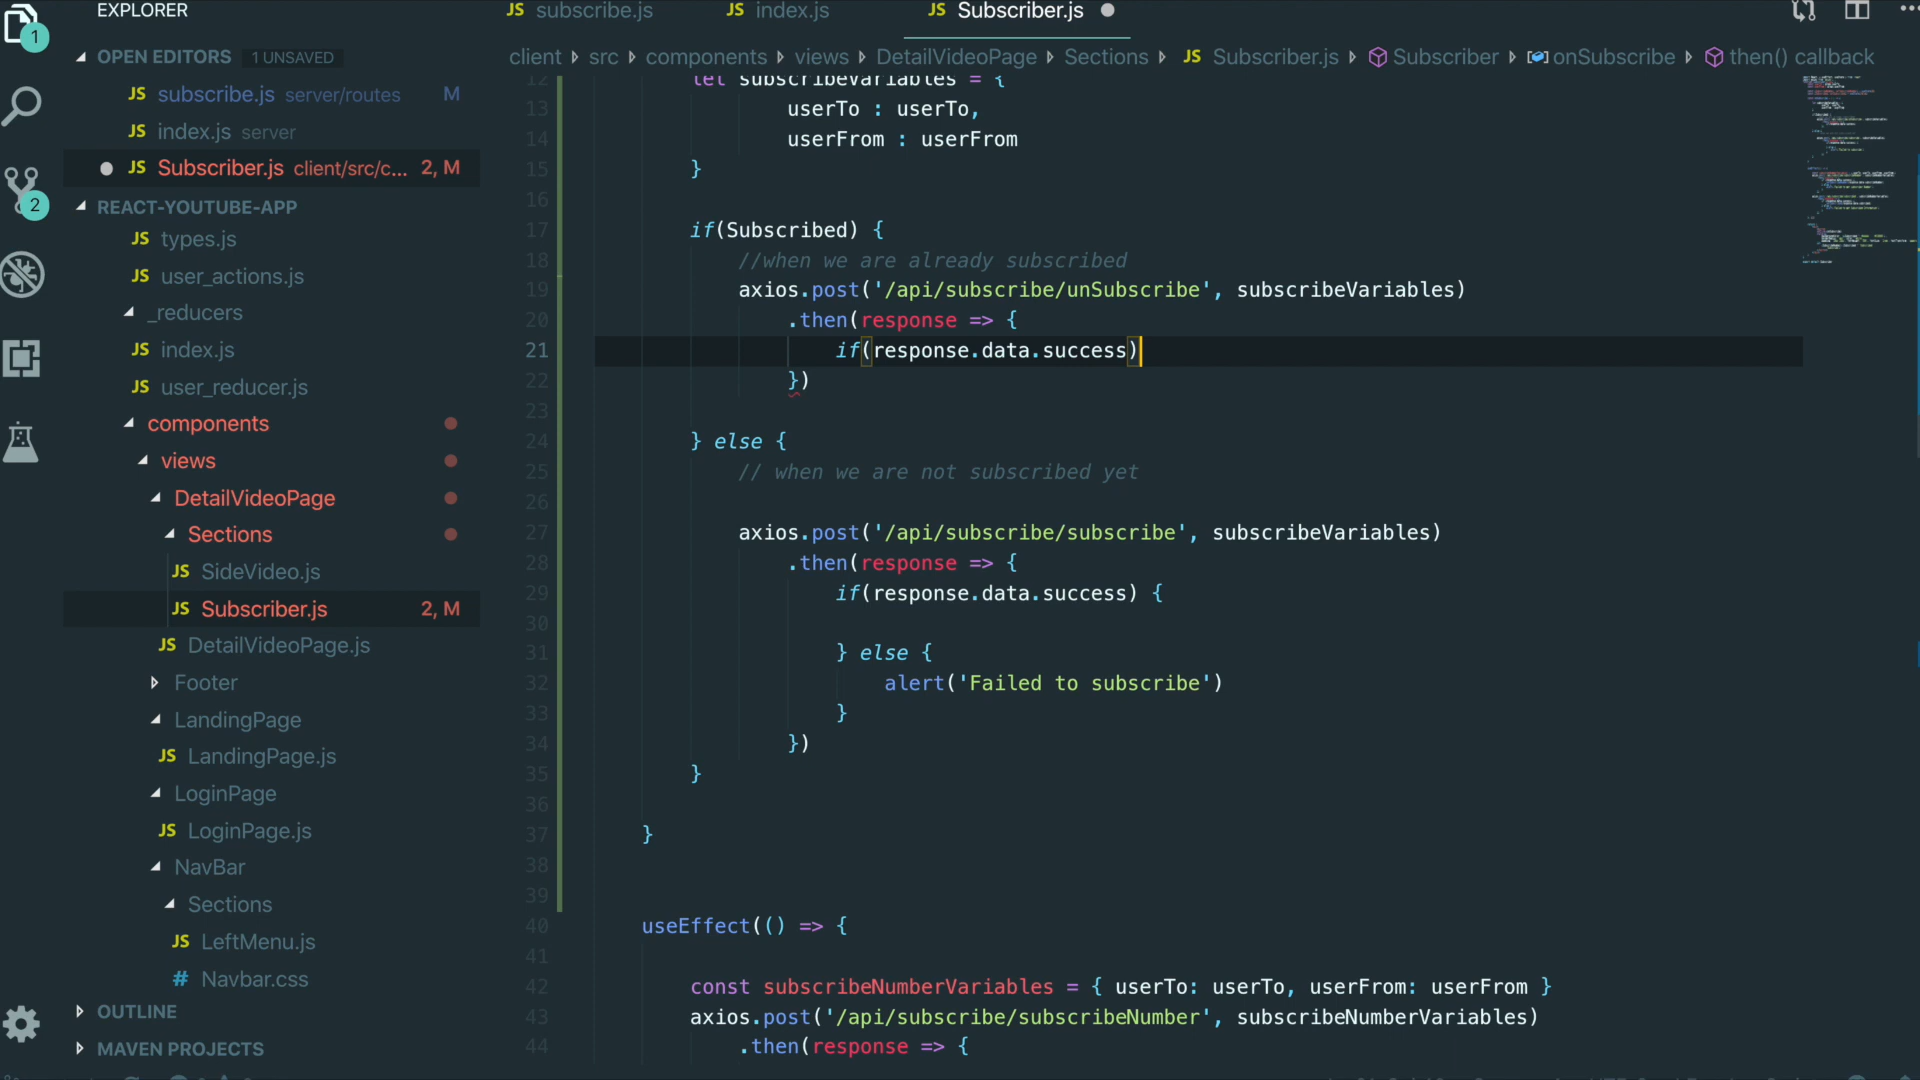 EXPLORER
JS subscribe.js
JS index.js
JS Subscriber.js
1
OPEN EDITORS 1 UNSAVED
client src components views DetailVideoPage Sections JS Subscriber.js Subscriber onSubscribe then() callback
JS subscribe.js server/routes M
JS index.js server
JS Subscriber.js client/src/c... 2, M
2
REACT-YOUTUBE-APP
JS types.js
JS user_actions.js
_reducers
JS index.js
JS user_reducer.js
components
views
DetailVideoPage
Sections
JS SideVideo.js
JS Subscriber.js 2, M
JS DetailVideoPage.js
Footer
LandingPage
JS LandingPage.js
LoginPage
JS LoginPage.js
NavBar
Sections
JS LeftMenu.js
# Navbar.css
OUTLINE
MAVEN PROJECTS
12 let subscribeVariables = {
13 userTo : userTo,
14 userFrom : userFrom
15 }
16
17 if(Subscribed) {
18 //when we are already subscribed
19 axios.post('/api/subscribe/unSubscribe', subscribeVariables)
20 .then(response => {
21 if(response.data.success)
22 })
23
24 } else {
25 // when we are not subscribed yet
26
27 axios.post('/api/subscribe/subscribe', subscribeVariables)
28 .then(response => {
29 if(response.data.success) {
30
31 } else {
32 alert('Failed to subscribe')
33 }
34 })
35 }
36
37 }
38
39
40 useEffect(() => {
41
42 const subscribeNumberVariables = { userTo: userTo, userFrom: userFrom }
43 axios.post('/api/subscribe/subscribeNumber', subscribeNumberVariables)
44 .then(response => {